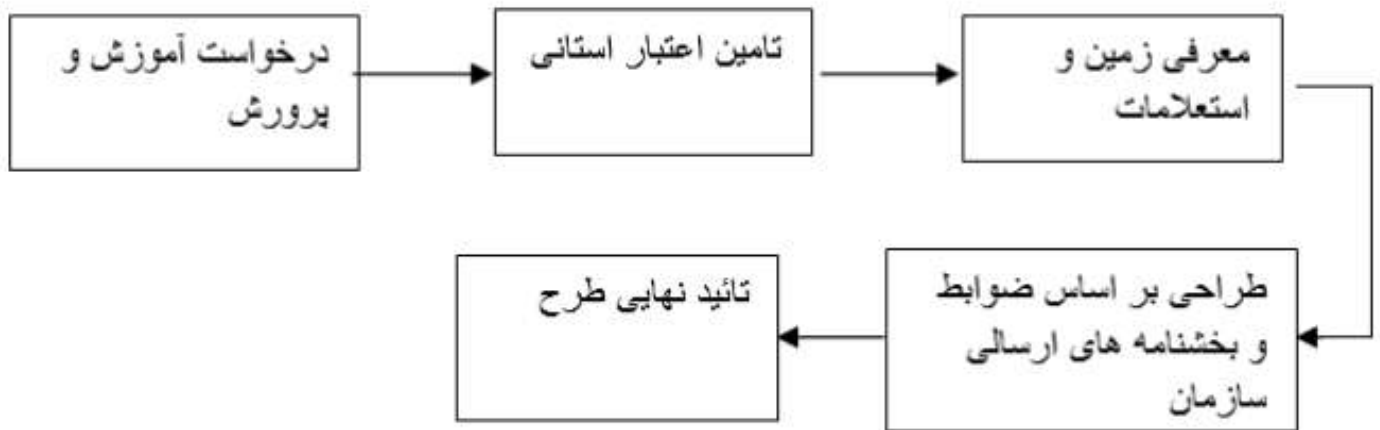 درخواست آموزش و
پرورش
تامین اعتبار استانی
معرفی زمین و
استعلامات
طراحی بر اساس ضوابط
و بخشنامه های ارسالی
سازمان
تائید نهایی طرح